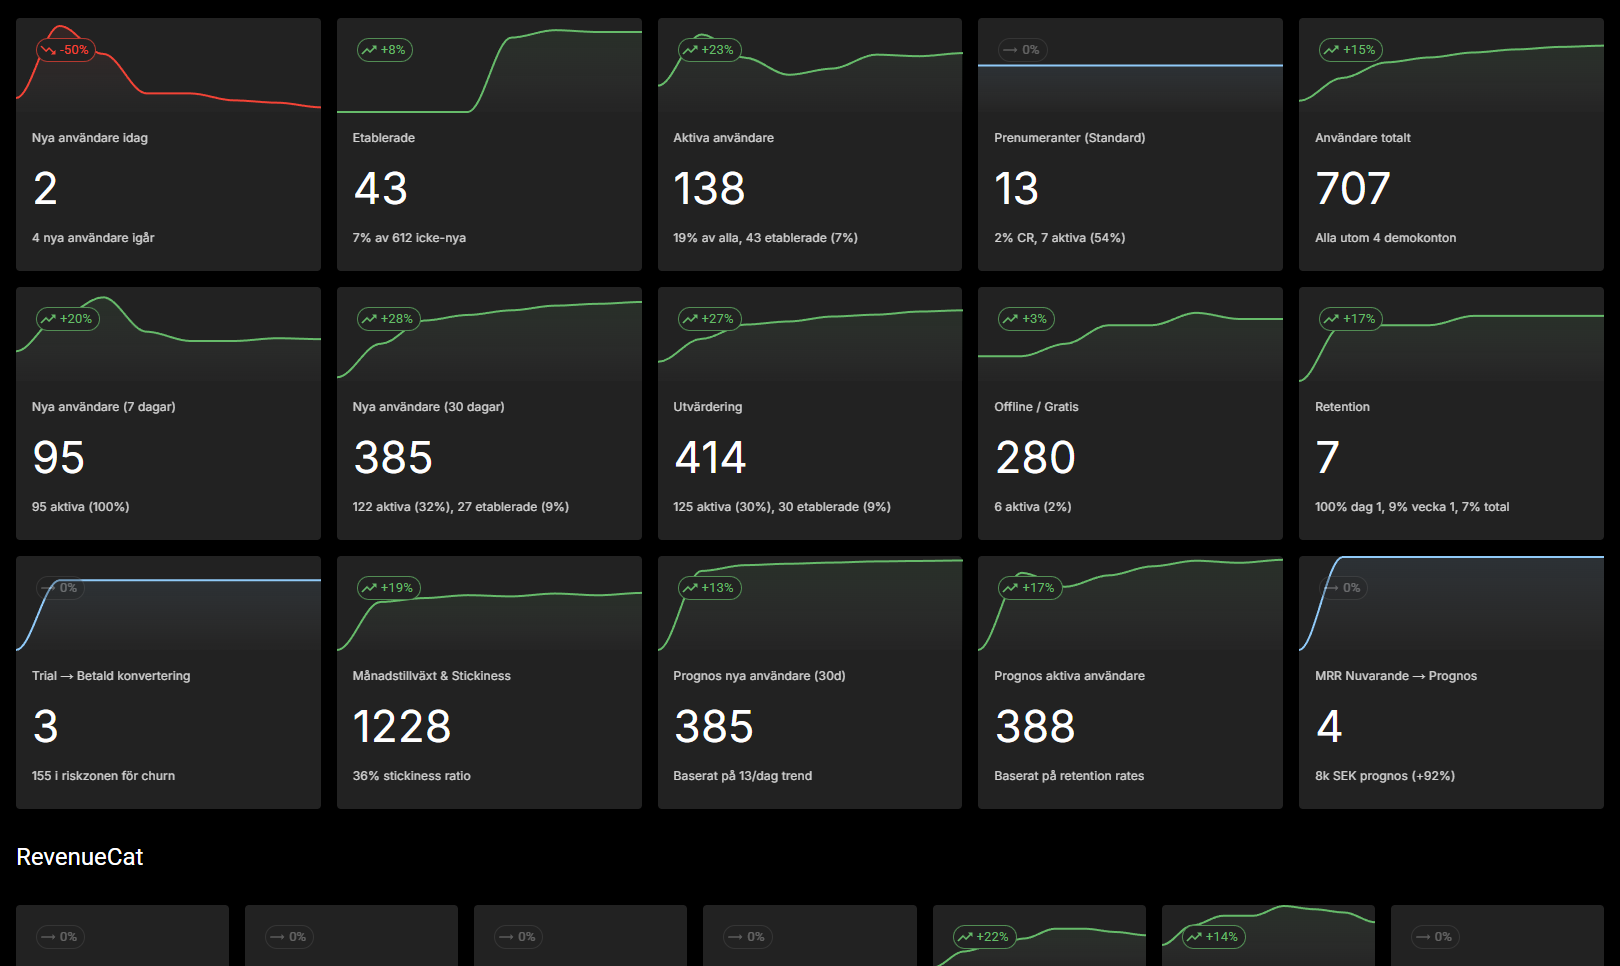 -50%
Nya användare idag
2
4 nya användare igår
+8%
Etablerade
43
7% av 612 icke-nya
+23%
Aktiva användare
138
19% av alla, 43 etablerade (7%)
→ 0%
Prenumeranter (Standard)
13
2% CR, 7 aktiva (54%)
+15%
Användare totalt
707
Alla utom 4 demokonton
+20%
Nya användare (7 dagar)
95
95 aktiva (100%)
+28%
Nya användare (30 dagar)
385
122 aktiva (32%), 27 etablerade (9%)
+27%
Utvärdering
414
125 aktiva (30%), 30 etablerade (9%)
+3%
Offline / Gratis
280
6 aktiva (2%)
+17%
Retention
7
100% dag 1, 9% vecka 1, 7% total
→ 0%
Trial → Betald konvertering
3
155 i riskzonen för churn
+19%
Månadstillväxt & Stickiness
1228
36% stickiness ratio
+13%
Prognos nya användare (30d)
385
Baserat på 13/dag trend
+17%
Prognos aktiva användare
388
Baserat på retention rates
→ 0%
MRR Nuvarande → Prognos
4
8k SEK prognos (+92%)
RevenueCat
→ 0%
→ 0%
→ 0%
→ 0%
+22%
+14%
→ 0%